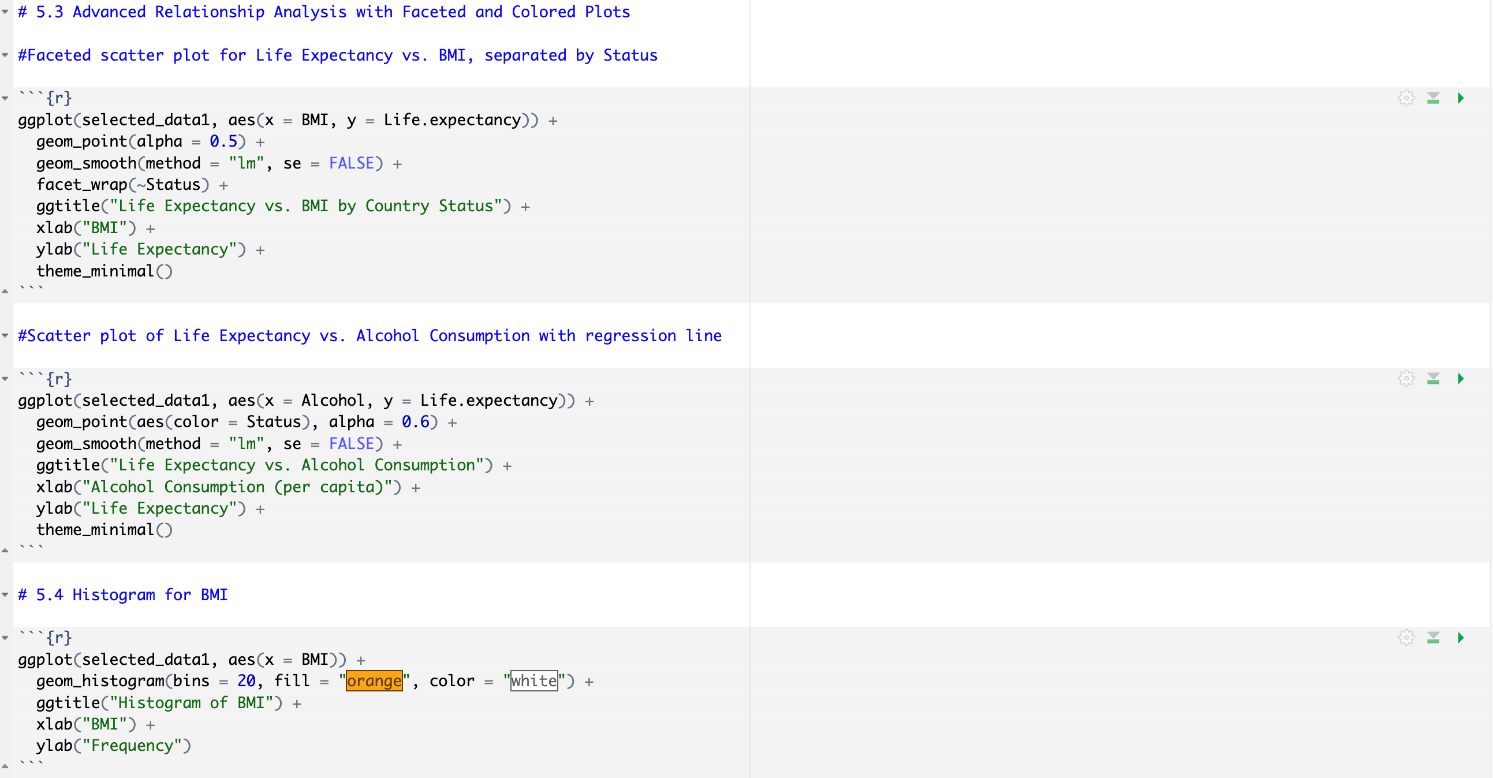 # 5.3 Advanced Relationship Analysis with Faceted and Colored Plots
#Faceted scatter plot for Life Expectancy vs. BMI, separated by Status
```{r}
ggplot(selected_data1, aes(x = BMI, y = Life.expectancy)) +
  geom_point(alpha = 0.5) +
  geom_smooth(method = "lm", se = FALSE) +
  facet_wrap(~Status) +
  ggtitle("Life Expectancy vs. BMI by Country Status") +
  xlab("BMI") +
  ylab("Life Expectancy") +
  theme_minimal()
```
#Scatter plot of Life Expectancy vs. Alcohol Consumption with regression line
```{r}
ggplot(selected_data1, aes(x = Alcohol, y = Life.expectancy)) +
  geom_point(aes(color = Status), alpha = 0.6) +
  geom_smooth(method = "lm", se = FALSE) +
  ggtitle("Life Expectancy vs. Alcohol Consumption") +
  xlab("Alcohol Consumption (per capita)") +
  ylab("Life Expectancy") +
  theme_minimal()
```
# 5.4 Histogram for BMI
```{r}
ggplot(selected_data1, aes(x = BMI)) +
  geom_histogram(bins = 20, fill = "orange", color = "white") +
  ggtitle("Histogram of BMI") +
  xlab("BMI") +
  ylab("Frequency")
```